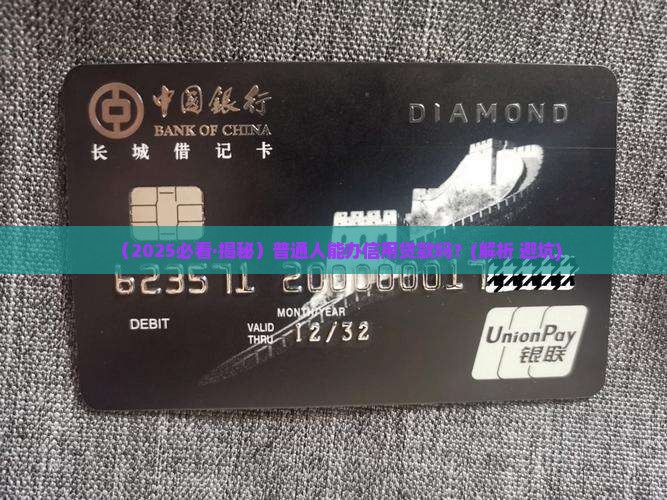 中國銀行
DIAMOND
BANK OF CHINA
长城借记卡
（2025必看·揭秘）普通人能办信用贷款吗？(解析 避坑)
DEBIT
MONTH/YEAR
VALID THRU 12/32
UnionPay
银联